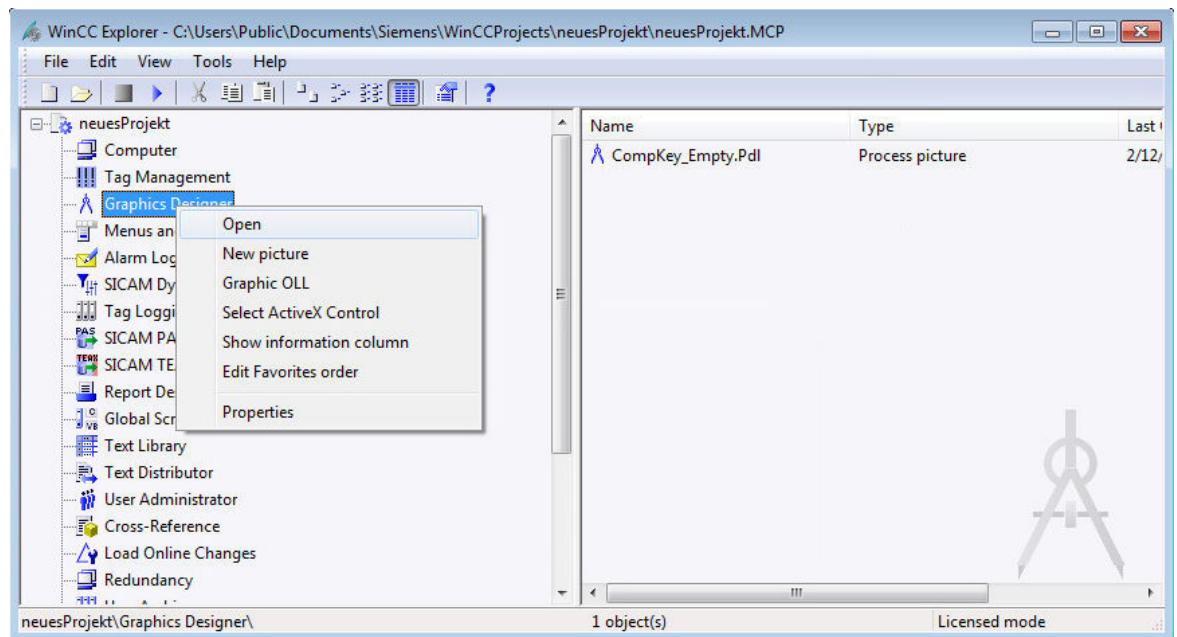 WinCC Explorer - C:\Users\Public\Documents\Siemens\WinCCProjects\neuesProjekt\neuesProjekt.MCP
File Edit View Tools Help
neuesProjekt
Computer
Tag Management
Graphics Designer
Menus an
Alarm Log
SICAM Dy
Tag Loggi
PAS SICAM PA
SICAM TE
Report De
Global Scr
Text Library
Text Distributor
User Administrator
Cross-Reference
Load Online Changes
Redundancy
Open
New picture
Graphic OLL
Select ActiveX Control
Show information column
Edit Favorites order
Properties
Name Type Last
CompKey_Empty.Pdl Process picture 2/12/
neuesProjekt\Graphics Designer\ 1 object(s) Licensed mode